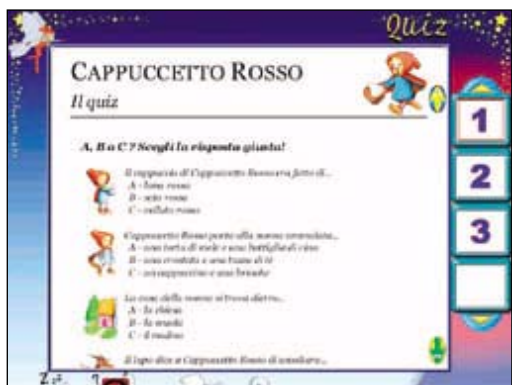 Quiz
CAPPUCCETTO ROSSO
Il quiz
A, B o C ? Scegli la risposta giusta!
Il cappuccio di Cappuccetto Rosso era fatto di...
A - lana rossa
B - seta rossa
C - velluto rosso
Cappuccetto Rosso porta alla nonna ammalata...
A - una torta di mele e una bottiglia di vino
B - una crostata e una tazza di tè
C - un cappuccino e una brioche
La casa della nonna si trova dietro...
A - la chiesa
B - la scuola
C - il mulino
Il lupo dice a Cappuccetto Rosso di
1
2
3